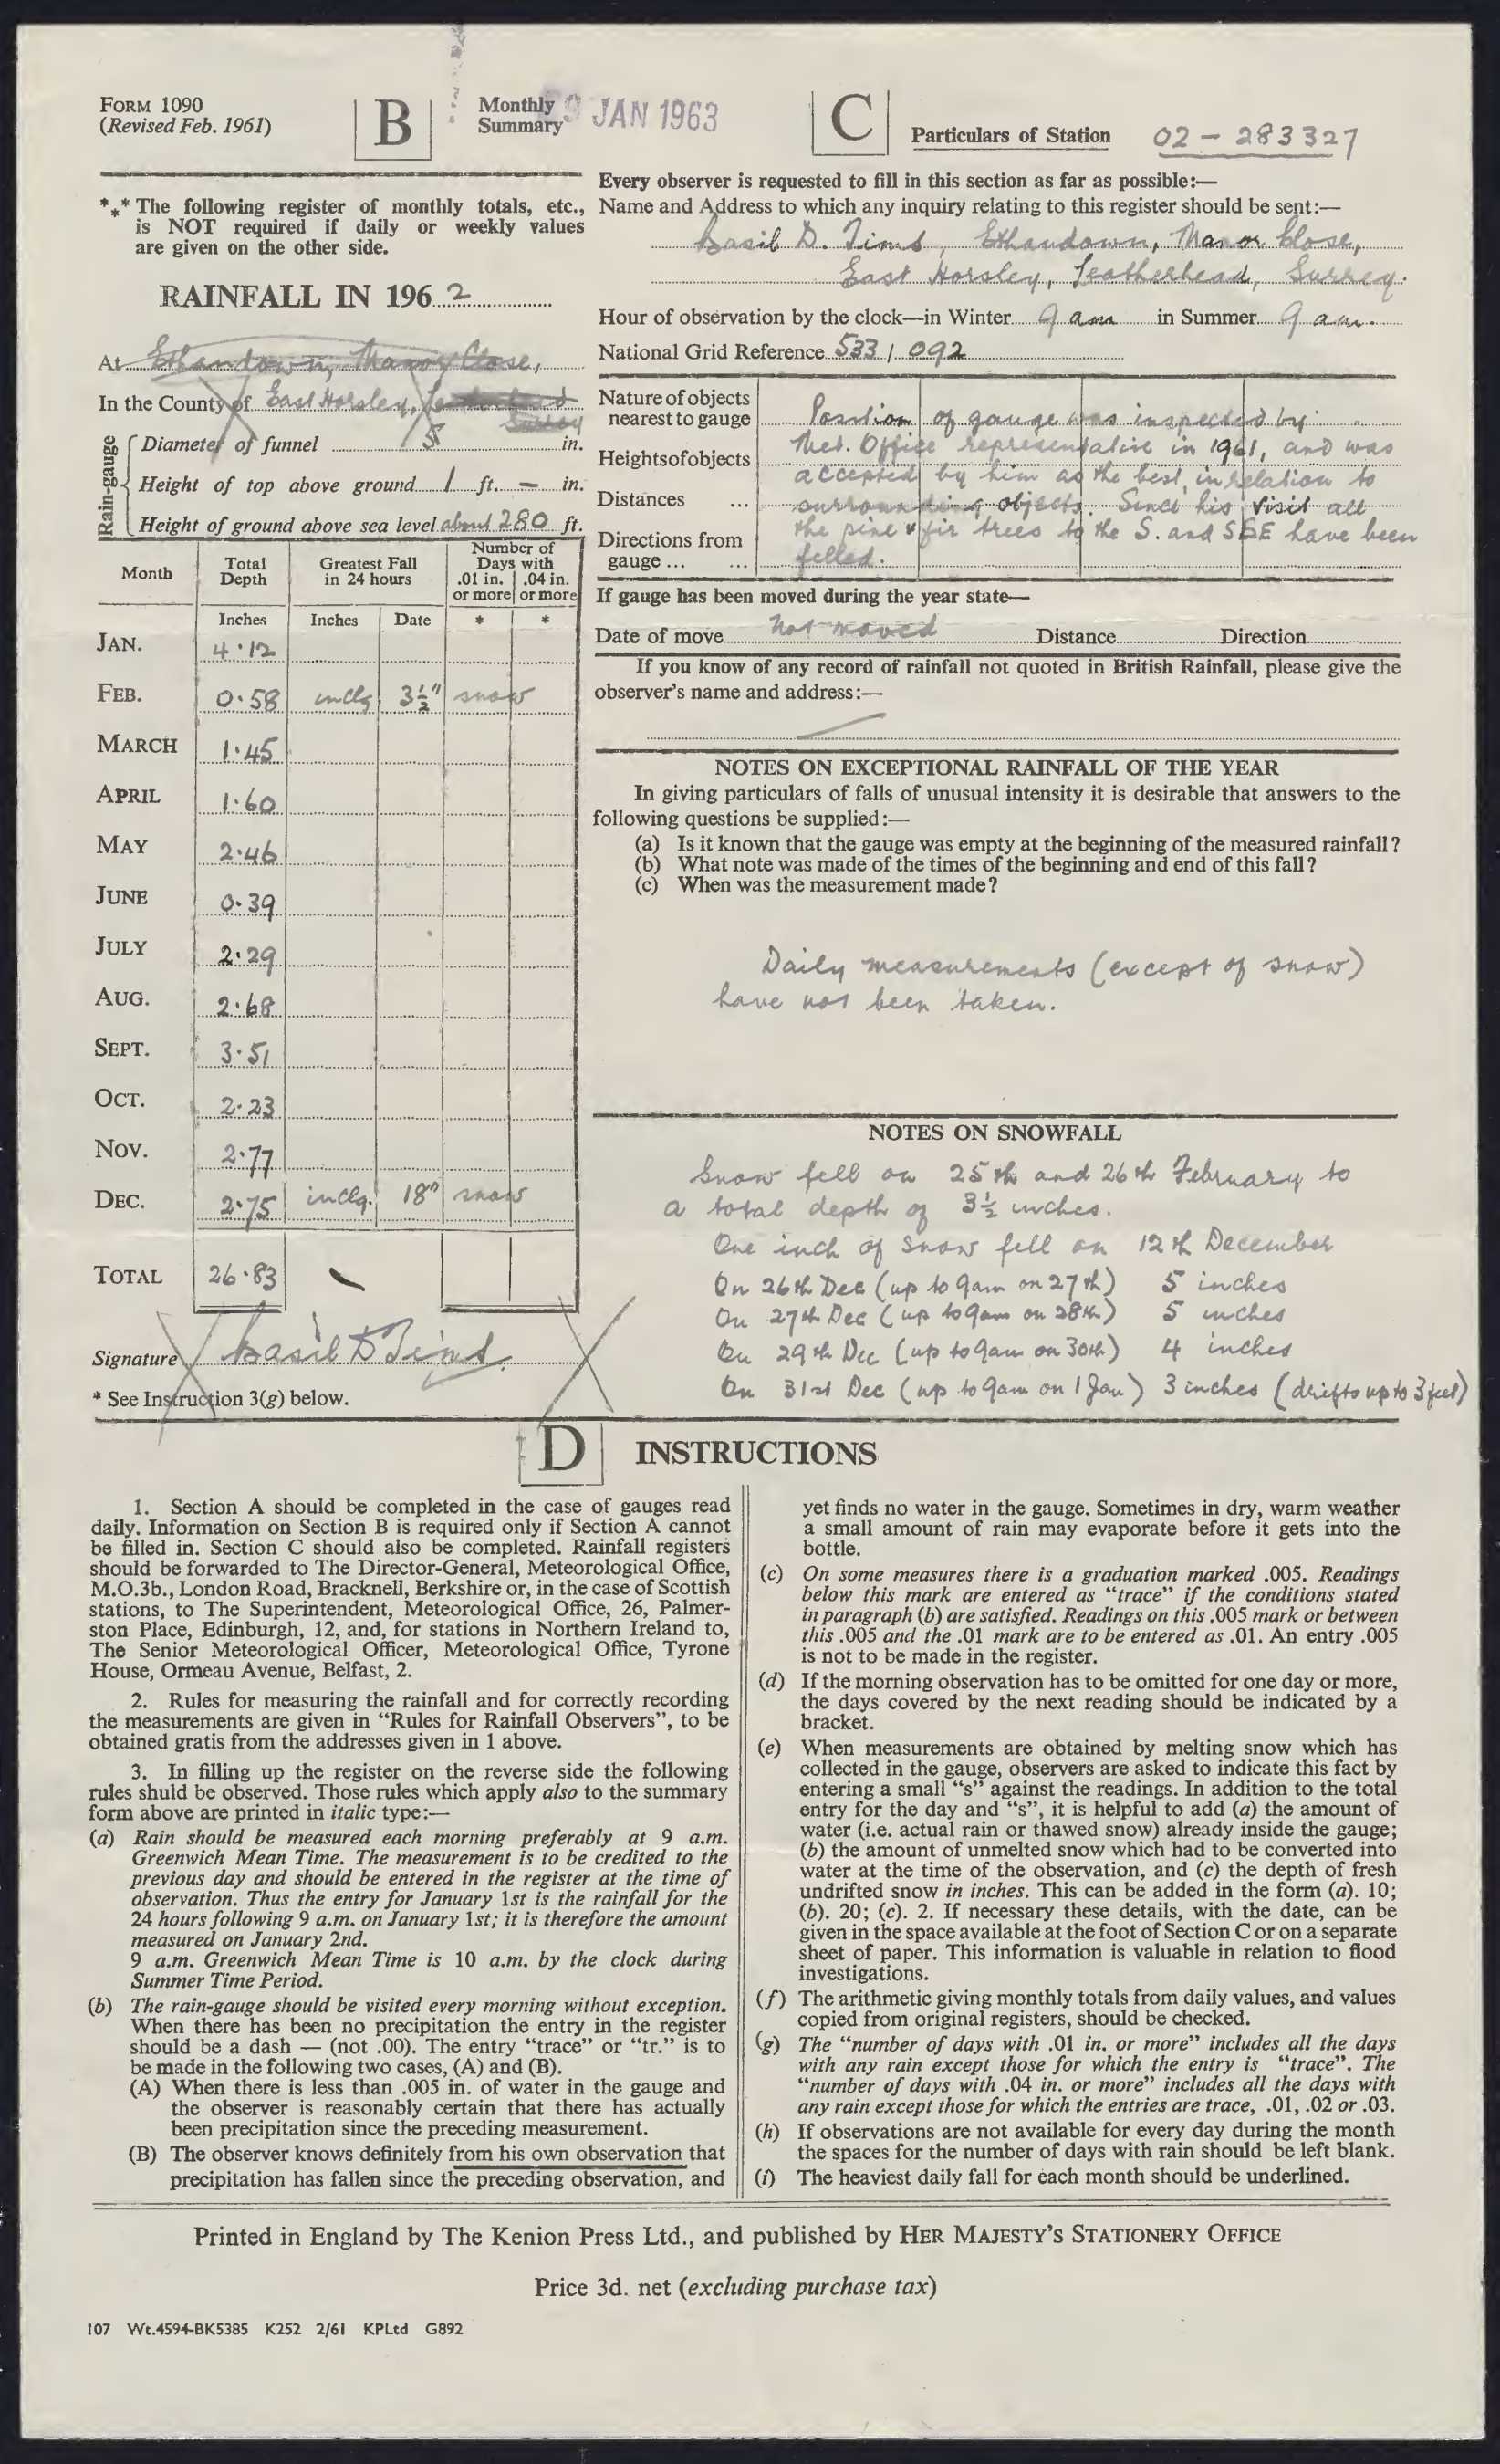 FORM 1090
(Revised Feb. 1961)
B
Monthly
Summary
9 JAN 1963
*⁎* The following register of monthly totals, etc.,
is NOT required if daily or weekly values
are given on the other side.
RAINFALL IN 1962
At Ethandown, Manor Close,
In the County of East Horsley,
Surrey
Rain-gauge
Diameter of funnel 5 in.
Height of top above ground 1 ft. — in.
Height of ground above sea level about 280 ft.
Month Total Depth Greatest Fall in 24 hours Number of Days with .01 in. or more .04 in. or more
Inches Inches Date * *
JAN. 4.12
FEB. 0.58 inclg. 3½" snow
MARCH 1.45
APRIL 1.60
MAY 2.46
JUNE 0.39
JULY 2.29
AUG. 2.68
SEPT. 3.51
OCT. 2.23
NOV. 2.77
DEC. 2.75 inclg. 18" snow
TOTAL 26.83
Signature Basil D Tims.
* See Instruction 3(g) below.
C
Particulars of Station 02 - 283327
Every observer is requested to fill in this section as far as possible:—
Name and Address to which any inquiry relating to this register should be sent:—
Basil D. Tims, Ethandown, Manor Close,
East Horsley, Leatherhead, Surrey.
Hour of observation by the clock—in Winter 9 am in Summer 9 am.
National Grid Reference 533 / 092
Nature of objects
nearest to gauge
Heights of objects
Distances ...
Directions from
gauge ... ...
Position of gauge was inspected by
Met. Office representative in 1961, and was
accepted by him as the best, in relation to
surrounding objects. Since his visit all
the pine & fir trees to the S. and SSE have been
felled.
If gauge has been moved during the year state—
Date of move not moved Distance Direction
If you know of any record of rainfall not quoted in British Rainfall, please give the
observer's name and address:—
NOTES ON EXCEPTIONAL RAINFALL OF THE YEAR
In giving particulars of falls of unusual intensity it is desirable that answers to the
following questions be supplied:—
(a) Is it known that the gauge was empty at the beginning of the measured rainfall?
(b) What note was made of the times of the beginning and end of this fall?
(c) When was the measurement made?
Daily measurements (except of snow)
have not been taken.
NOTES ON SNOWFALL
Snow fell on 25th and 26th February to
a total depth of 3½ inches.
One inch of snow fell on 12th December
On 26th Dec (up to 9am on 27th) 5 inches
On 27th Dec (up to 9am on 28th) 5 inches
On 29th Dec (up to 9am on 30th) 4 inches
On 31st Dec (up to 9am on 1 Jan) 3 inches (drifts up to 3 feet)
D
INSTRUCTIONS
1. Section A should be completed in the case of gauges read
daily. Information on Section B is required only if Section A cannot
be filled in. Section C should also be completed. Rainfall registers
should be forwarded to The Director-General, Meteorological Office,
M.O.3b., London Road, Bracknell, Berkshire or, in the case of Scottish
stations, to The Superintendent, Meteorological Office, 26, Palmer-
ston Place, Edinburgh, 12, and, for stations in Northern Ireland to,
The Senior Meteorological Officer, Meteorological Office, Tyrone
House, Ormeau Avenue, Belfast, 2.
2. Rules for measuring the rainfall and for correctly recording
the measurements are given in "Rules for Rainfall Observers", to be
obtained gratis from the addresses given in 1 above.
3. In filling up the register on the reverse side the following
rules shuld be observed. Those rules which apply also to the summary
form above are printed in italic type:—
(a) Rain should be measured each morning preferably at 9 a.m.
Greenwich Mean Time. The measurement is to be credited to the
previous day and should be entered in the register at the time of
observation. Thus the entry for January 1st is the rainfall for the
24 hours following 9 a.m. on January 1st; it is therefore the amount
measured on January 2nd.
9 a.m. Greenwich Mean Time is 10 a.m. by the clock during
Summer Time Period.
(b) The rain-gauge should be visited every morning without exception.
When there has been no precipitation the entry in the register
should be a dash — (not .00). The entry "trace" or "tr." is to
be made in the following two cases, (A) and (B).
(A) When there is less than .005 in. of water in the gauge and
the observer is reasonably certain that there has actually
been precipitation since the preceding measurement.
(B) The observer knows definitely from his own observation that
precipitation has fallen since the preceding observation, and
yet finds no water in the gauge. Sometimes in dry, warm weather
a small amount of rain may evaporate before it gets into the
bottle.
(c) On some measures there is a graduation marked .005. Readings
below this mark are entered as "trace" if the conditions stated
in paragraph (b) are satisfied. Readings on this .005 mark or between
this .005 and the .01 mark are to be entered as .01. An entry .005
is not to be made in the register.
(d) If the morning observation has to be omitted for one day or more,
the days covered by the next reading should be indicated by a
bracket.
(e) When measurements are obtained by melting snow which has
collected in the gauge, observers are asked to indicate this fact by
entering a small "s" against the readings. In addition to the total
entry for the day and "s", it is helpful to add (a) the amount of
water (i.e. actual rain or thawed snow) already inside the gauge;
(b) the amount of unmelted snow which had to be converted into
water at the time of the observation, and (c) the depth of fresh
undrifted snow in inches. This can be added in the form (a). 10;
(b). 20; (c). 2. If necessary these details, with the date, can be
given in the space available at the foot of Section C or on a separate
sheet of paper. This information is valuable in relation to flood
investigations.
(f) The arithmetic giving monthly totals from daily values, and values
copied from original registers, should be checked.
(g) The "number of days with .01 in. or more" includes all the days
with any rain except those for which the entry is "trace". The
"number of days with .04 in. or more" includes all the days with
any rain except those for which the entries are trace, .01, .02 or .03.
(h) If observations are not available for every day during the month
the spaces for the number of days with rain should be left blank.
(i) The heaviest daily fall for each month should be underlined.
Printed in England by The Kenion Press Ltd., and published by HER MAJESTY'S STATIONERY OFFICE
Price 3d. net (excluding purchase tax)
107 Wt.4594-BK5385 K252 2/61 KPLtd G892